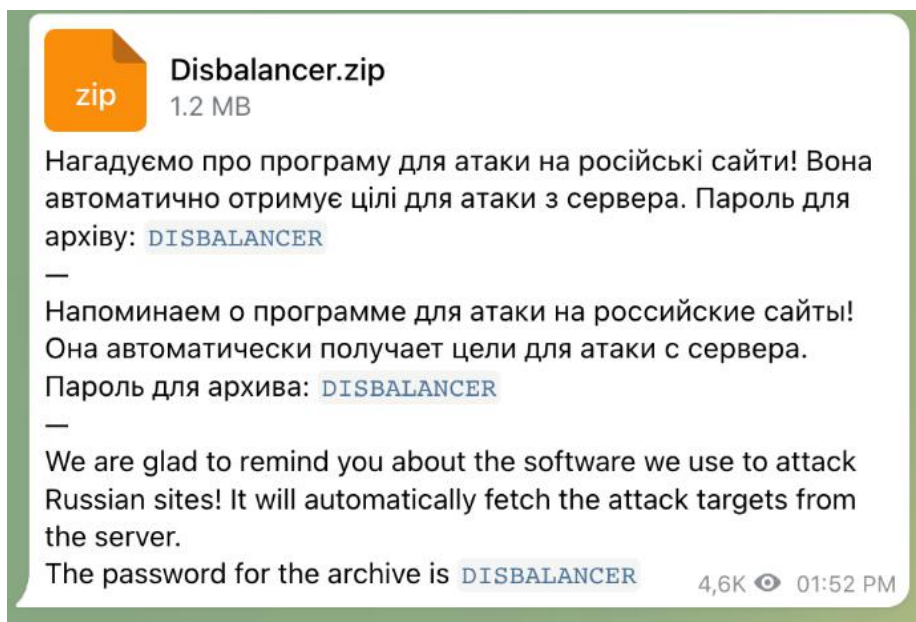 zip
Disbalancer.zip
1.2 MB
Нагадуємо про програму для атаки на російські сайти! Вона
автоматично отримує цілі для атаки з сервера. Пароль для
архіву: DISBALANCER
—
Напоминаем о программе для атаки на российские сайты!
Она автоматически получает цели для атаки с сервера.
Пароль для архива: DISBALANCER
—
We are glad to remind you about the software we use to attack
Russian sites! It will automatically fetch the attack targets from
the server.
The password for the archive is DISBALANCER
4,6K 01:52 PM